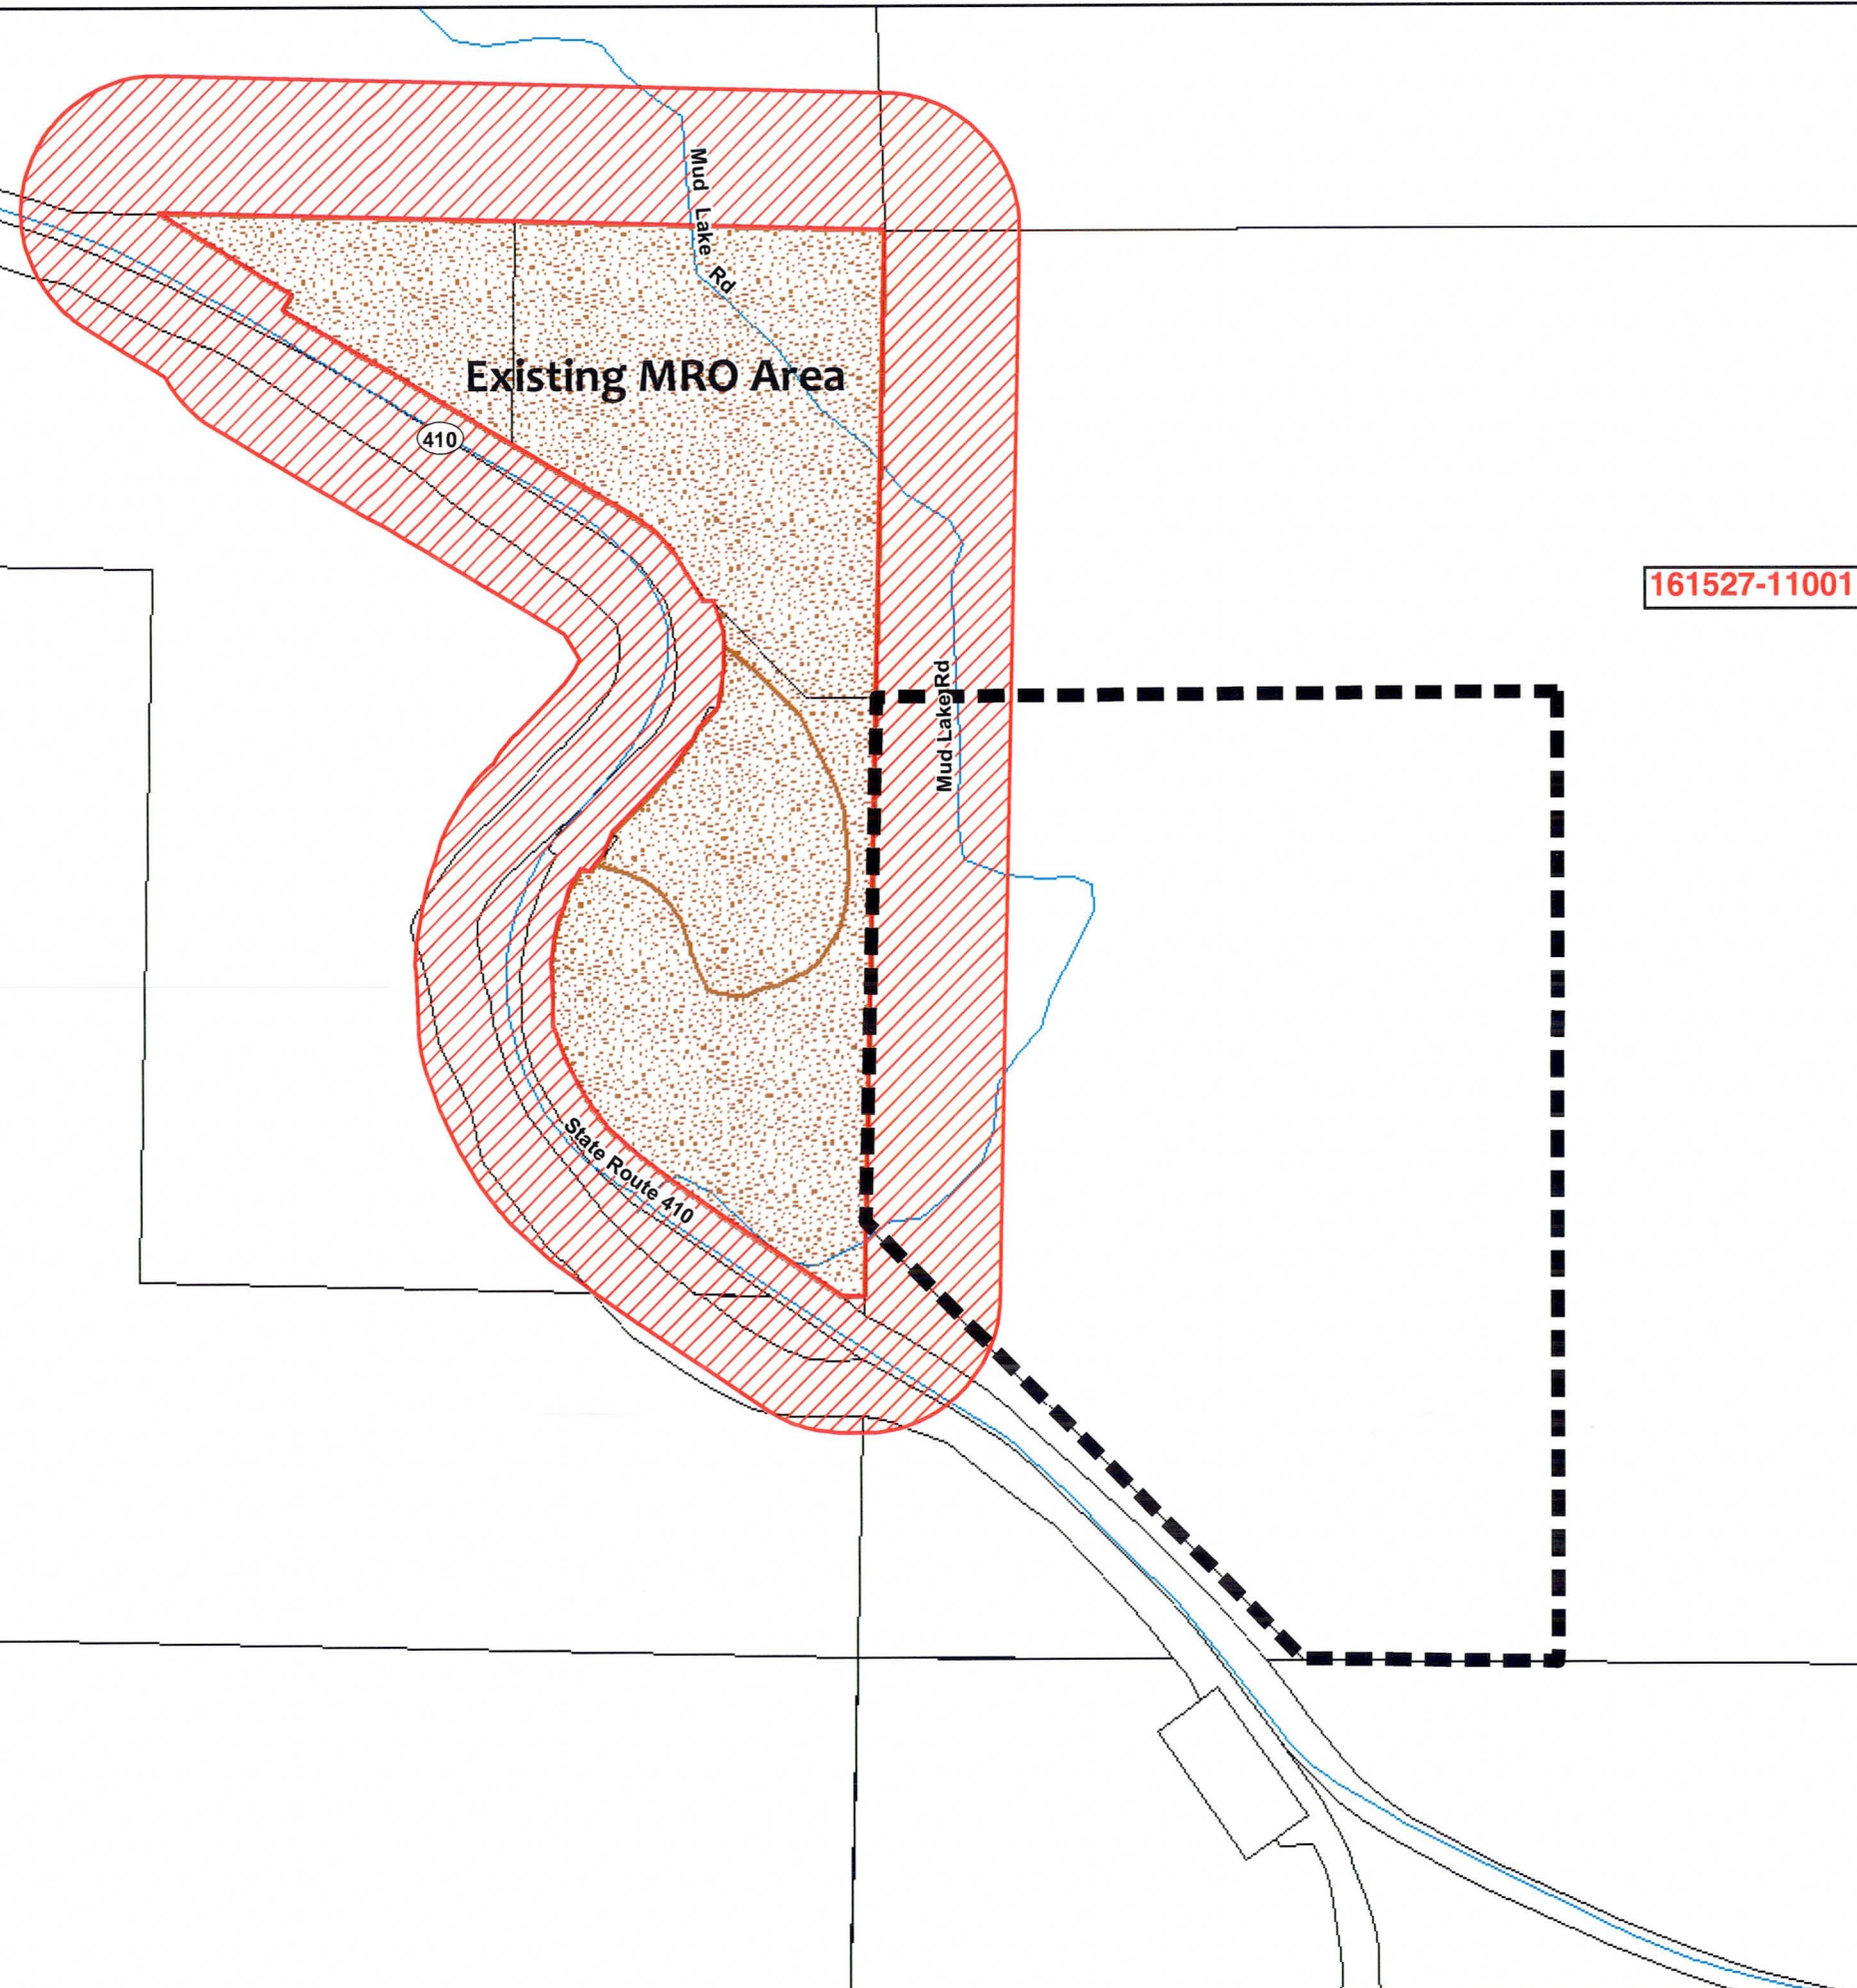 Mud Lake Rd
Existing MRO Area
410
161527-11001
Mud Lake Rd
State Route 410